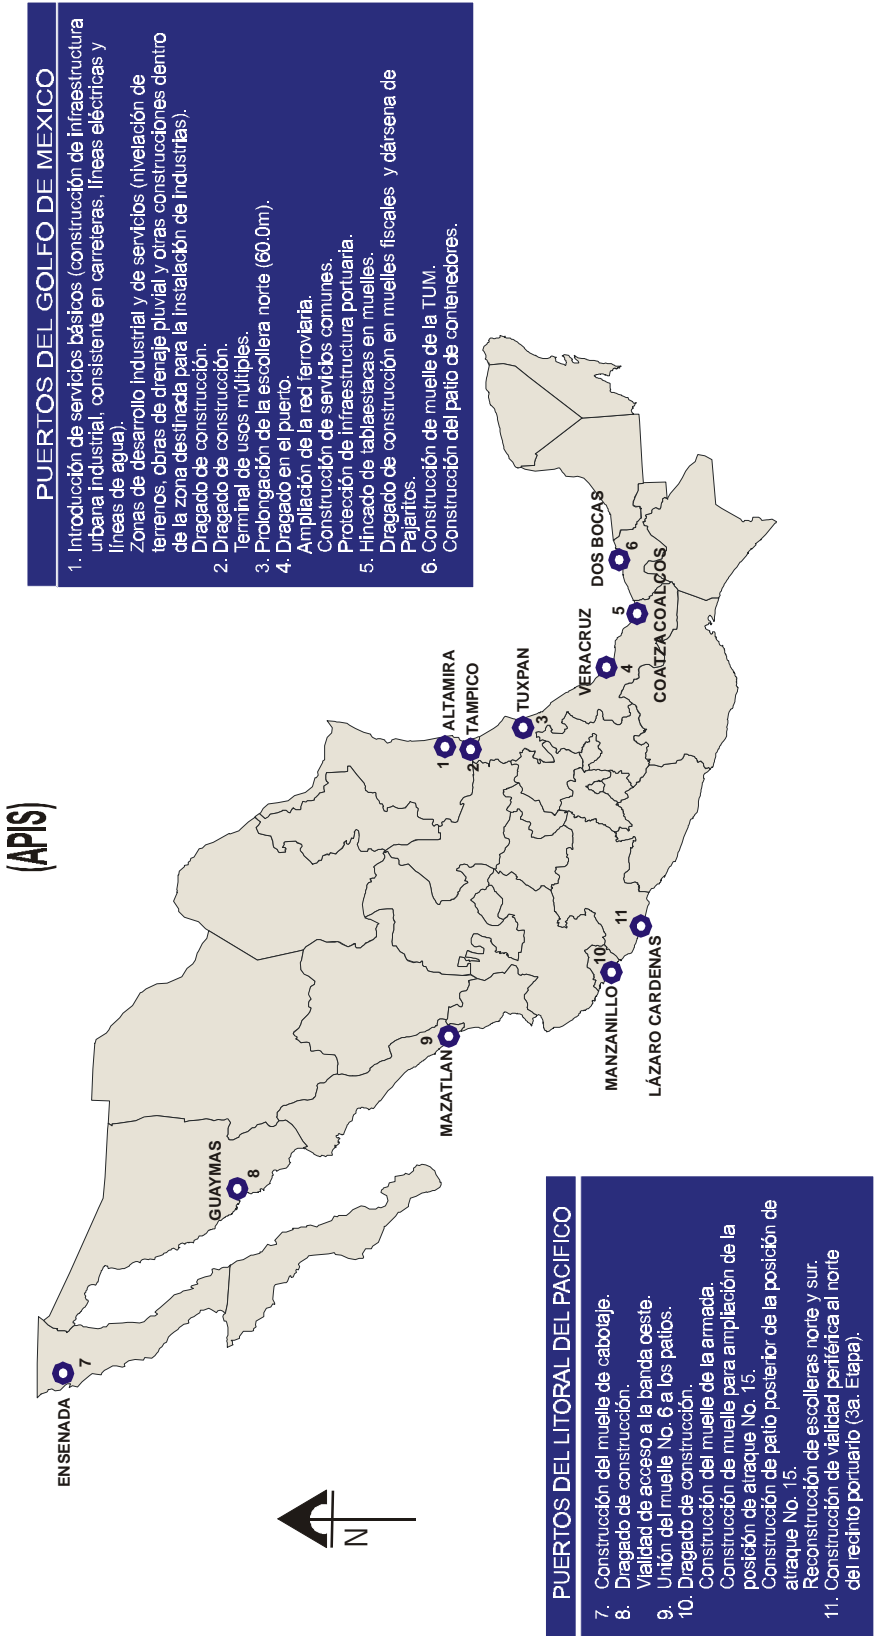 (APIS)
PUERTOS DEL GOLFO DE MEXICO
1. Introducción de servicios básicos (construcción de infraestructura
urbana industrial, consistente en carreteras, líneas eléctricas y
líneas de agua).
Zonas de desarrollo industrial y de servicios (nivelación de
terrenos, obras de drenaje pluvial y otras construcciones dentro
de la zona destinada para la instalación de industrias).
Dragado de construcción.
2. Dragado de construcción.
Terminal de usos múltiples.
3. Prolongación de la escollera norte (60.0m).
4. Dragado en el puerto.
Ampliación de la red ferroviaria.
Construcción de servicios comunes.
Protección de infraestructura portuaria.
5. Hincado de tablaestacas en muelles.
Dragado de construcción en muelles fiscales y dársena de
Pajaritos.
6. Construcción de muelle de la TUM.
Construcción del patio de contenedores.
ENSENADA
7
GUAYMAS
8
MAZATLAN
9
MANZANILLO
10
LÁZARO CARDENAS
11
1
ALTAMIRA
2
TAMPICO
3
TUXPAN
VERACRUZ
4
COATZACOALCOS
5
DOS BOCAS
6
N
PUERTOS DEL LITORAL DEL PACIFICO
7. Construcción del muelle de cabotaje.
8. Dragado de construcción.
Vialidad de acceso a la banda oeste.
9. Unión del muelle No. 6 a los patios.
10. Dragado de construcción.
Construcción del muelle de la armada.
Construcción de muelle para ampliación de la
posición de atraque No. 15.
Construcción de patio posterior de la posición de
atraque No. 15.
Reconstrucción de escolleras norte y sur.
11. Construcción de vialidad periférica al norte
del recinto portuario (3a. Etapa).